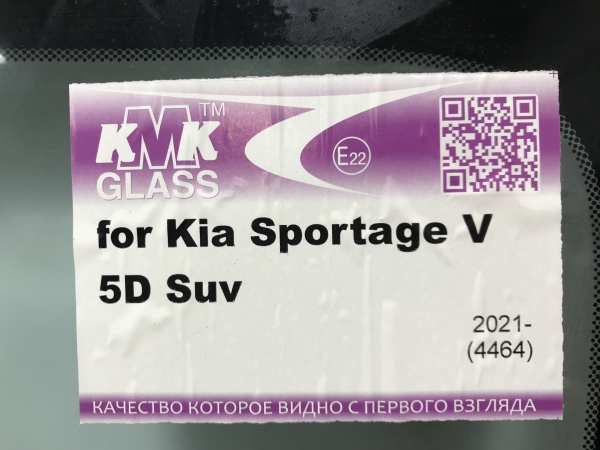 KMK™
GLASS
E22
for Kia Sportage V
5D Suv
2021-
(4464)
КАЧЕСТВО КОТОРОЕ ВИДНО С ПЕРВОГО ВЗГЛЯДА